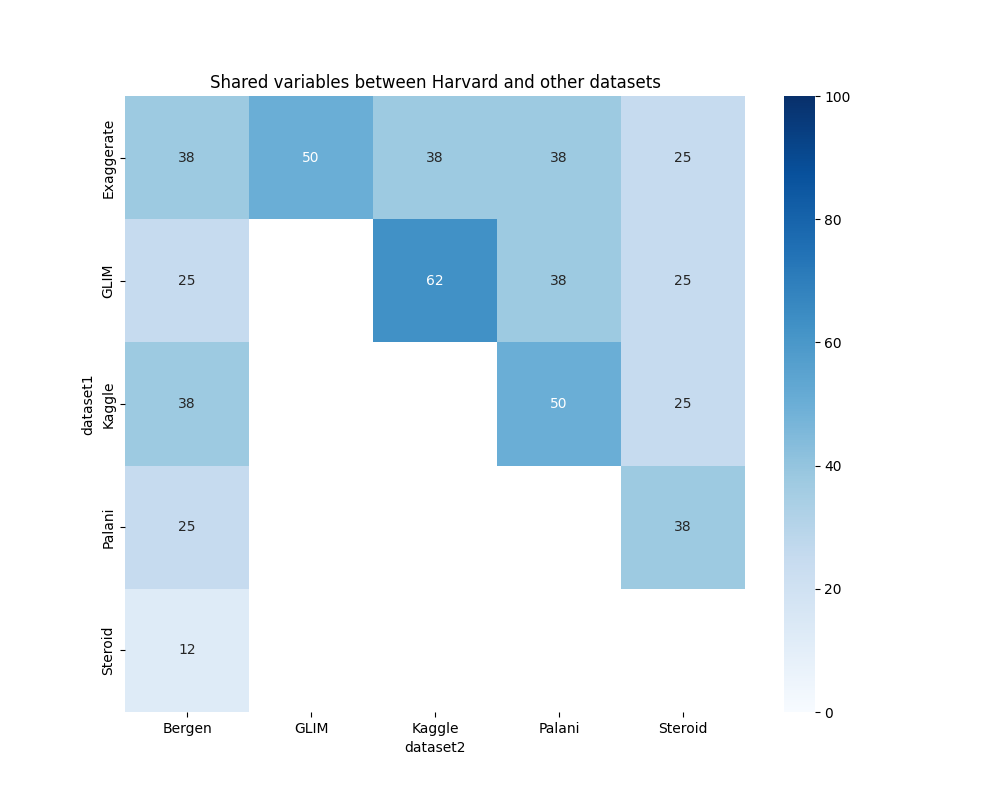 Shared variables between Harvard and other datasets
Exaggerate 38 50 38 38 25
GLIM 25 62 38 25
Kaggle 38 50 25
Palani 25 38
Steroid 12
dataset1
Bergen GLIM Kaggle Palani Steroid
dataset2
100
80
60
40
20
0